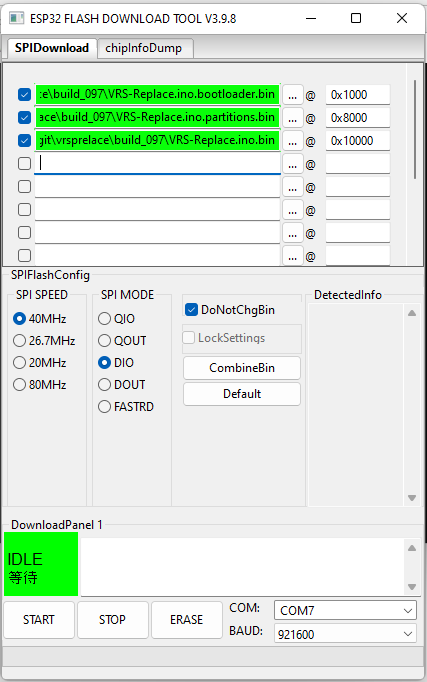 ESP32 FLASH DOWNLOAD TOOL V3.9.8
SPIDownload chipInfoDump
:e\build_097\VRS-Replace.ino.bootloader.bin ... @ 0x1000
ace\build_097\VRS-Replace.ino.partitions.bin ... @ 0x8000
git\vrsprelace\build_097\VRS-Replace.ino.bin ... @ 0x10000
... @
... @
... @
... @
... @
SPIFlashConfig
SPI SPEED SPI MODE DetectedInfo
40MHz QIO DoNotChgBin
26.7MHz QOUT LockSettings
20MHz DIO CombineBin
80MHz DOUT Default
FASTRD
DownloadPanel 1
IDLE
等待
START STOP ERASE
COM: COM7
BAUD: 921600